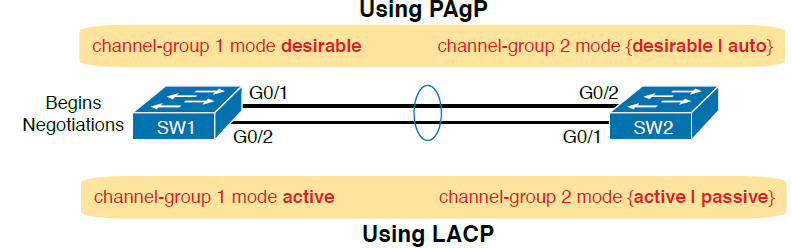 Using PAgP
channel-group 1 mode desirable
channel-group 2 mode {desirable | auto}
Begins
Negotiations
SW1
G0/1
G0/2
G0/2
G0/1
SW2
channel-group 1 mode active
channel-group 2 mode {active | passive}
Using LACP